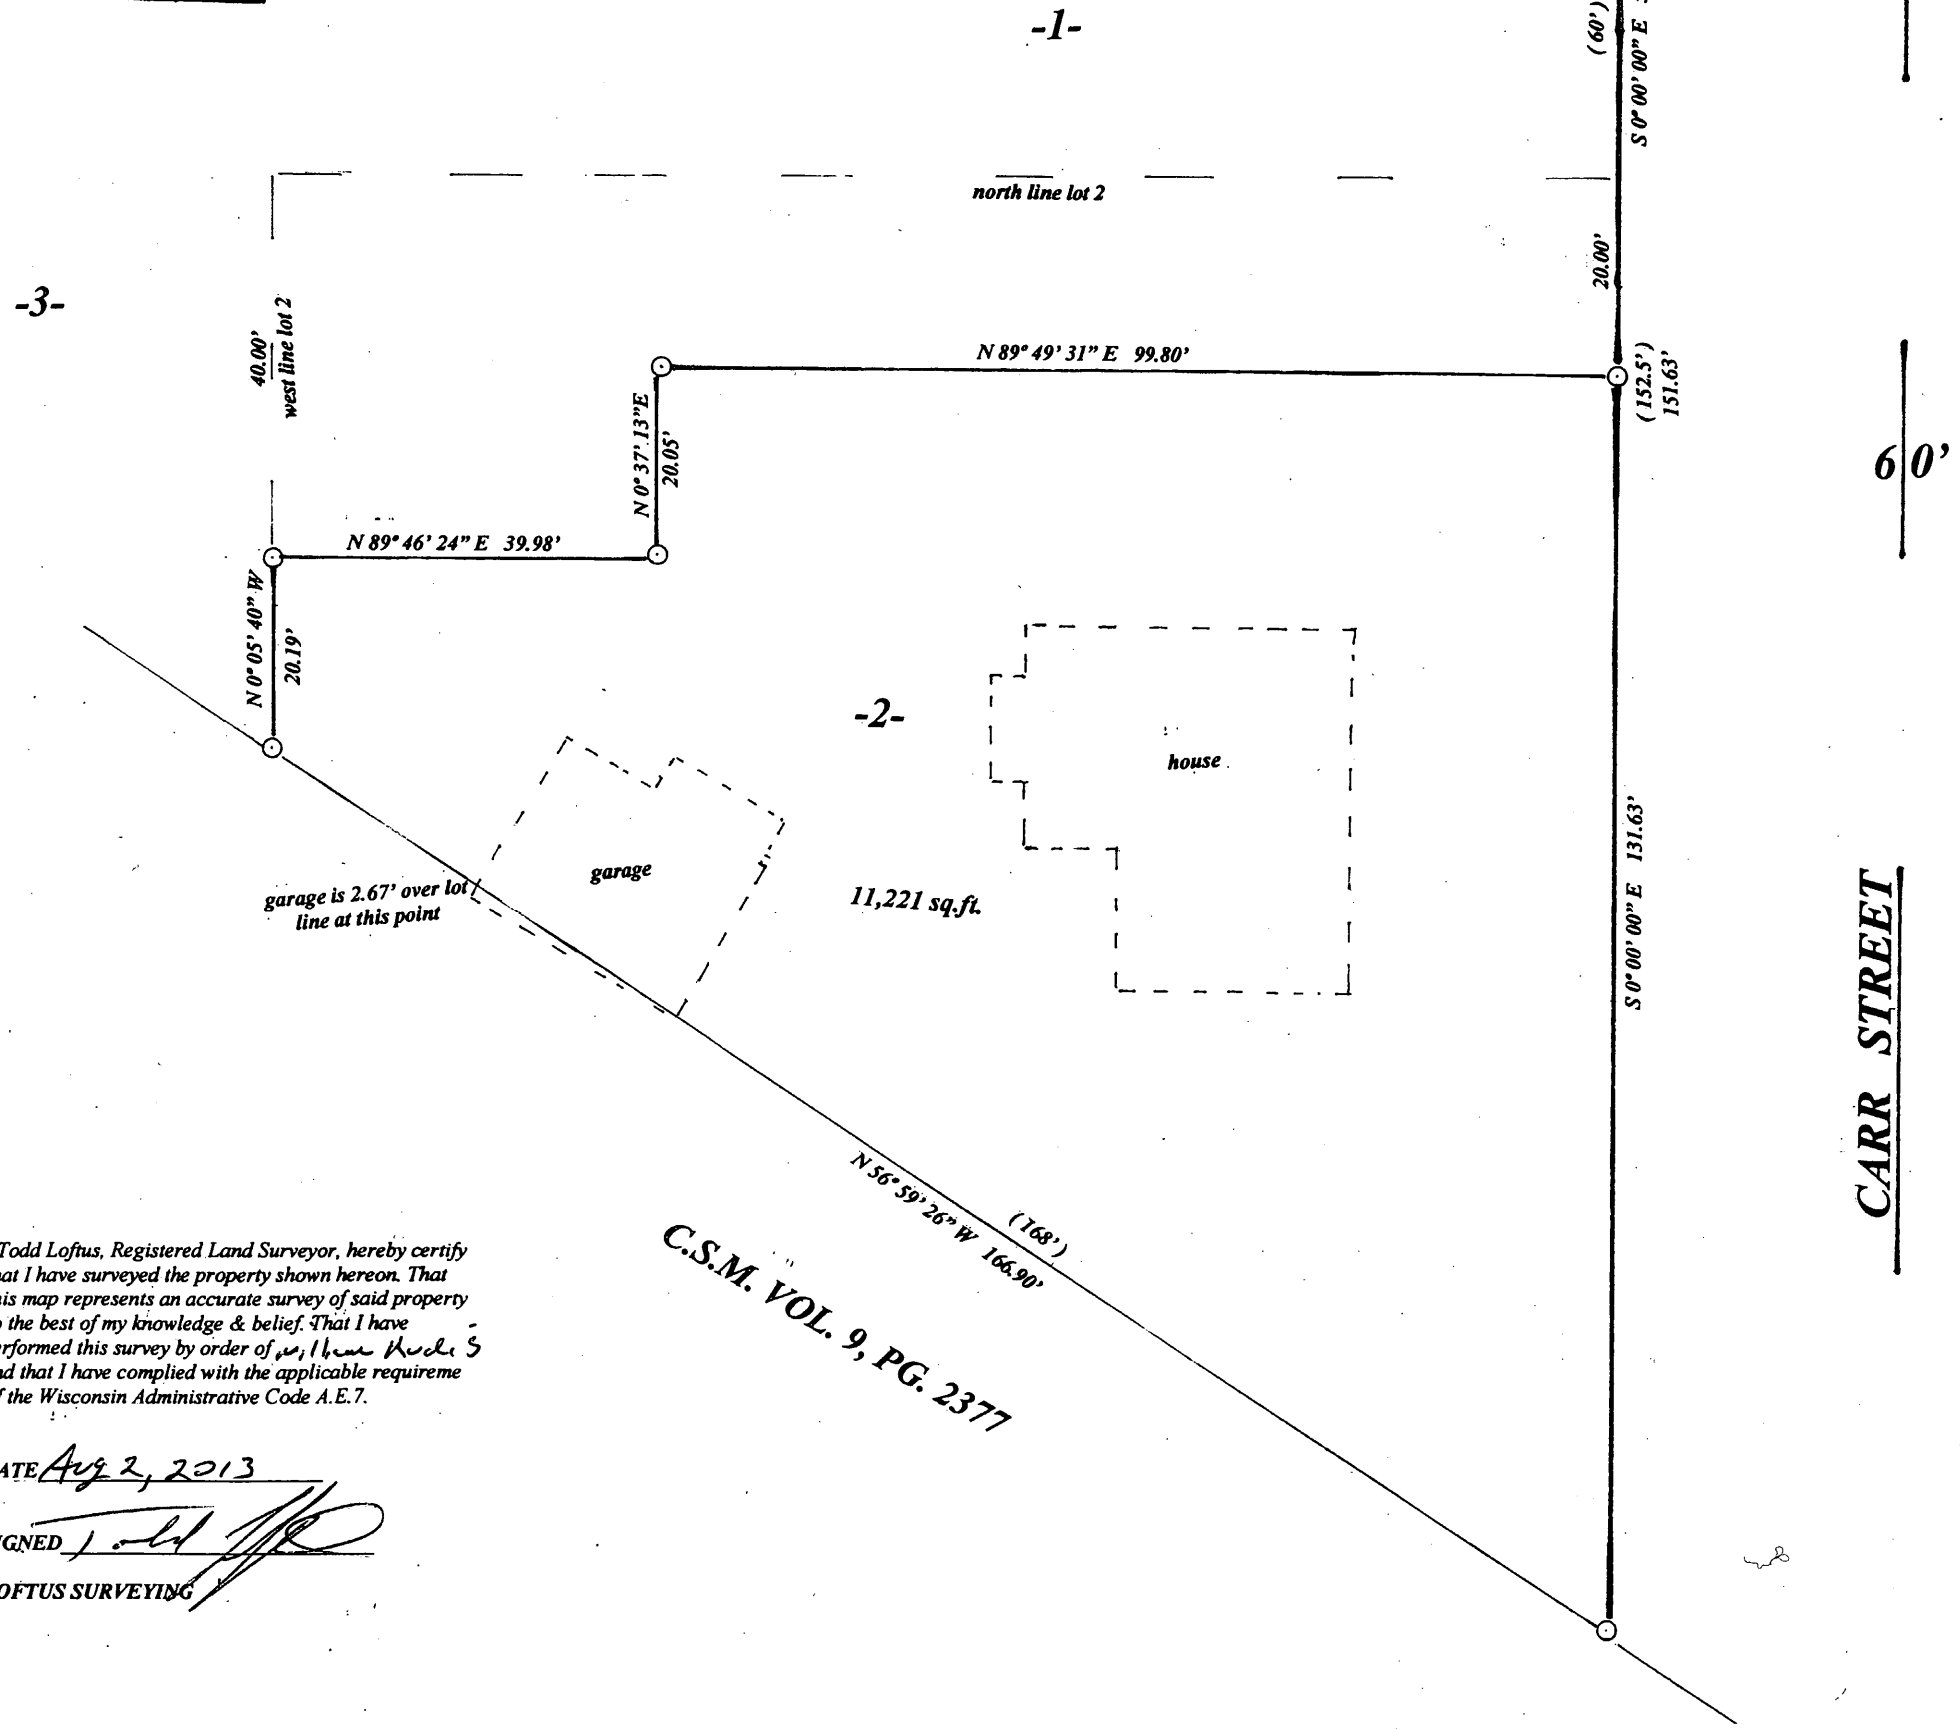 -1-
(60')
S 0° 00' 00" E
north line lot 2
20.00'
-3-
40.00'
west line lot 2
N 89° 49' 31" E 99.80'
(152.5')
151.63'
N 0° 37' 13"E
20.05'
60'
N 89° 46' 24" E 39.98'
N 0° 05' 40" W
20.19'
-2-
house
garage
garage is 2.67' over lot
line at this point
11,221 sq.ft.
S 0° 00' 00" E 131.63'
CARR STREET
N 56° 59' 26" W 166.90'
(168')
C.S.M. VOL. 9, PG. 2377
Todd Loftus, Registered Land Surveyor, hereby certify
at I have surveyed the property shown hereon. That
is map represents an accurate survey of said property
the best of my knowledge & belief. That I have
rformed this survey by order of
d that I have complied with the applicable requireme
f the Wisconsin Administrative Code A.E.7.
ATE Aug 2, 2013
IGNED Todd
OFTUS SURVEYING